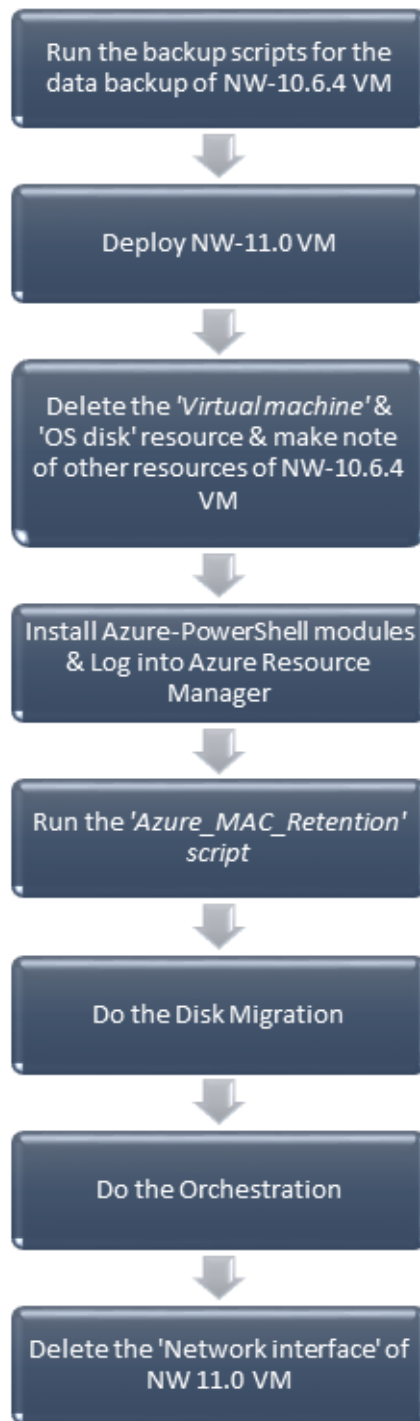 Run the backup scripts for the
data backup of NW-10.6.4 VM
Deploy NW-11.0 VM
Delete the 'Virtual machine' &
'OS disk' resource & make note
of other resources of NW-10.6.4
VM
Install Azure-PowerShell modules
& Log into Azure Resource
Manager
Run the 'Azure_MAC_Retention'
script
Do the Disk Migration
Do the Orchestration
Delete the 'Network interface' of
NW 11.0 VM